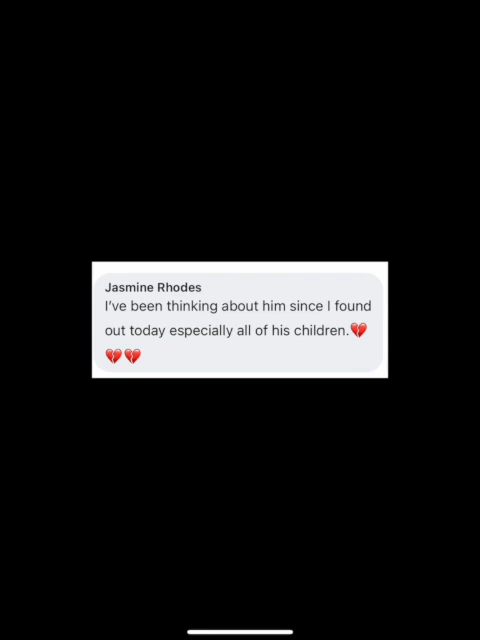 Jasmine Rhodes
I’ve been thinking about him since I found
out today especially all of his children.💔
💔💔